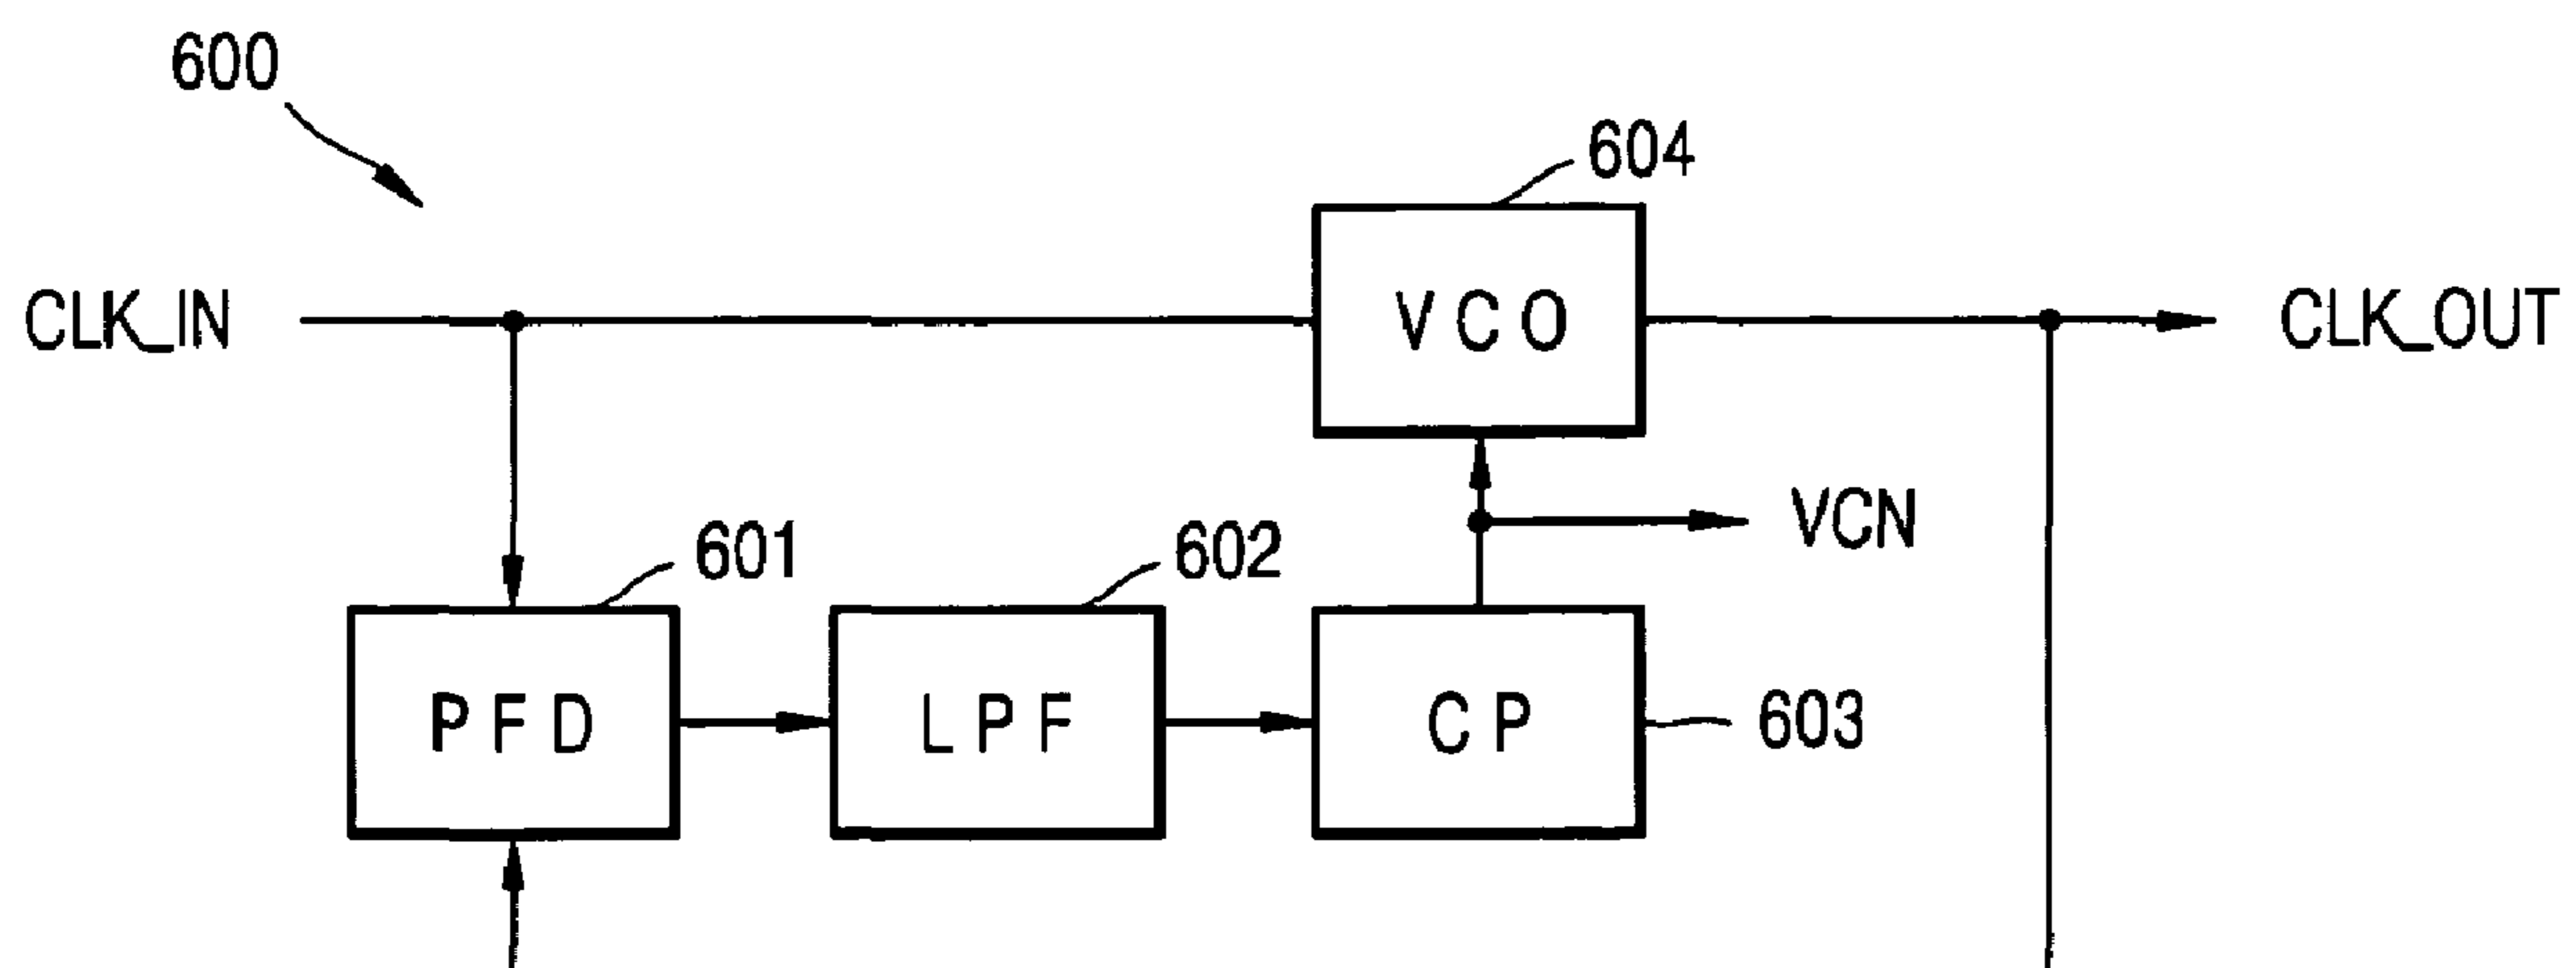 600
604
CLK_IN
VCO
CLK_OUT
VCN
601
602
PFD
LPF
CP
603